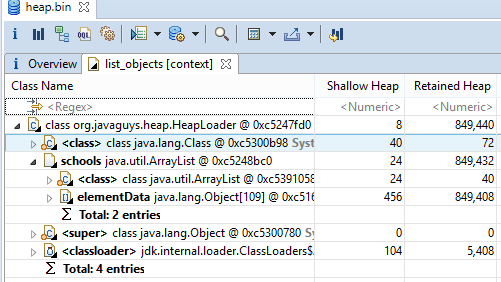 heap.bin
i Overview list_objects [context]
Class Name Shallow Heap Retained Heap
<Regex> <Numeric> <Numeric>
class org.javaguys.heap.HeapLoader @ 0xc5247fd0 8 849,440
<class> class java.lang.Class @ 0xc5300b98 Syst 40 72
schools java.util.ArrayList @ 0xc5248bc0 24 849,432
<class> class java.util.ArrayList @ 0xc5391058 24 40
elementData java.lang.Object[109] @ 0xc516 456 849,408
Σ Total: 2 entries
<super> class java.lang.Object @ 0xc5300780 Sys 0 0
<classloader> jdk.internal.loader.ClassLoaders$ 104 5,408
Σ Total: 4 entries